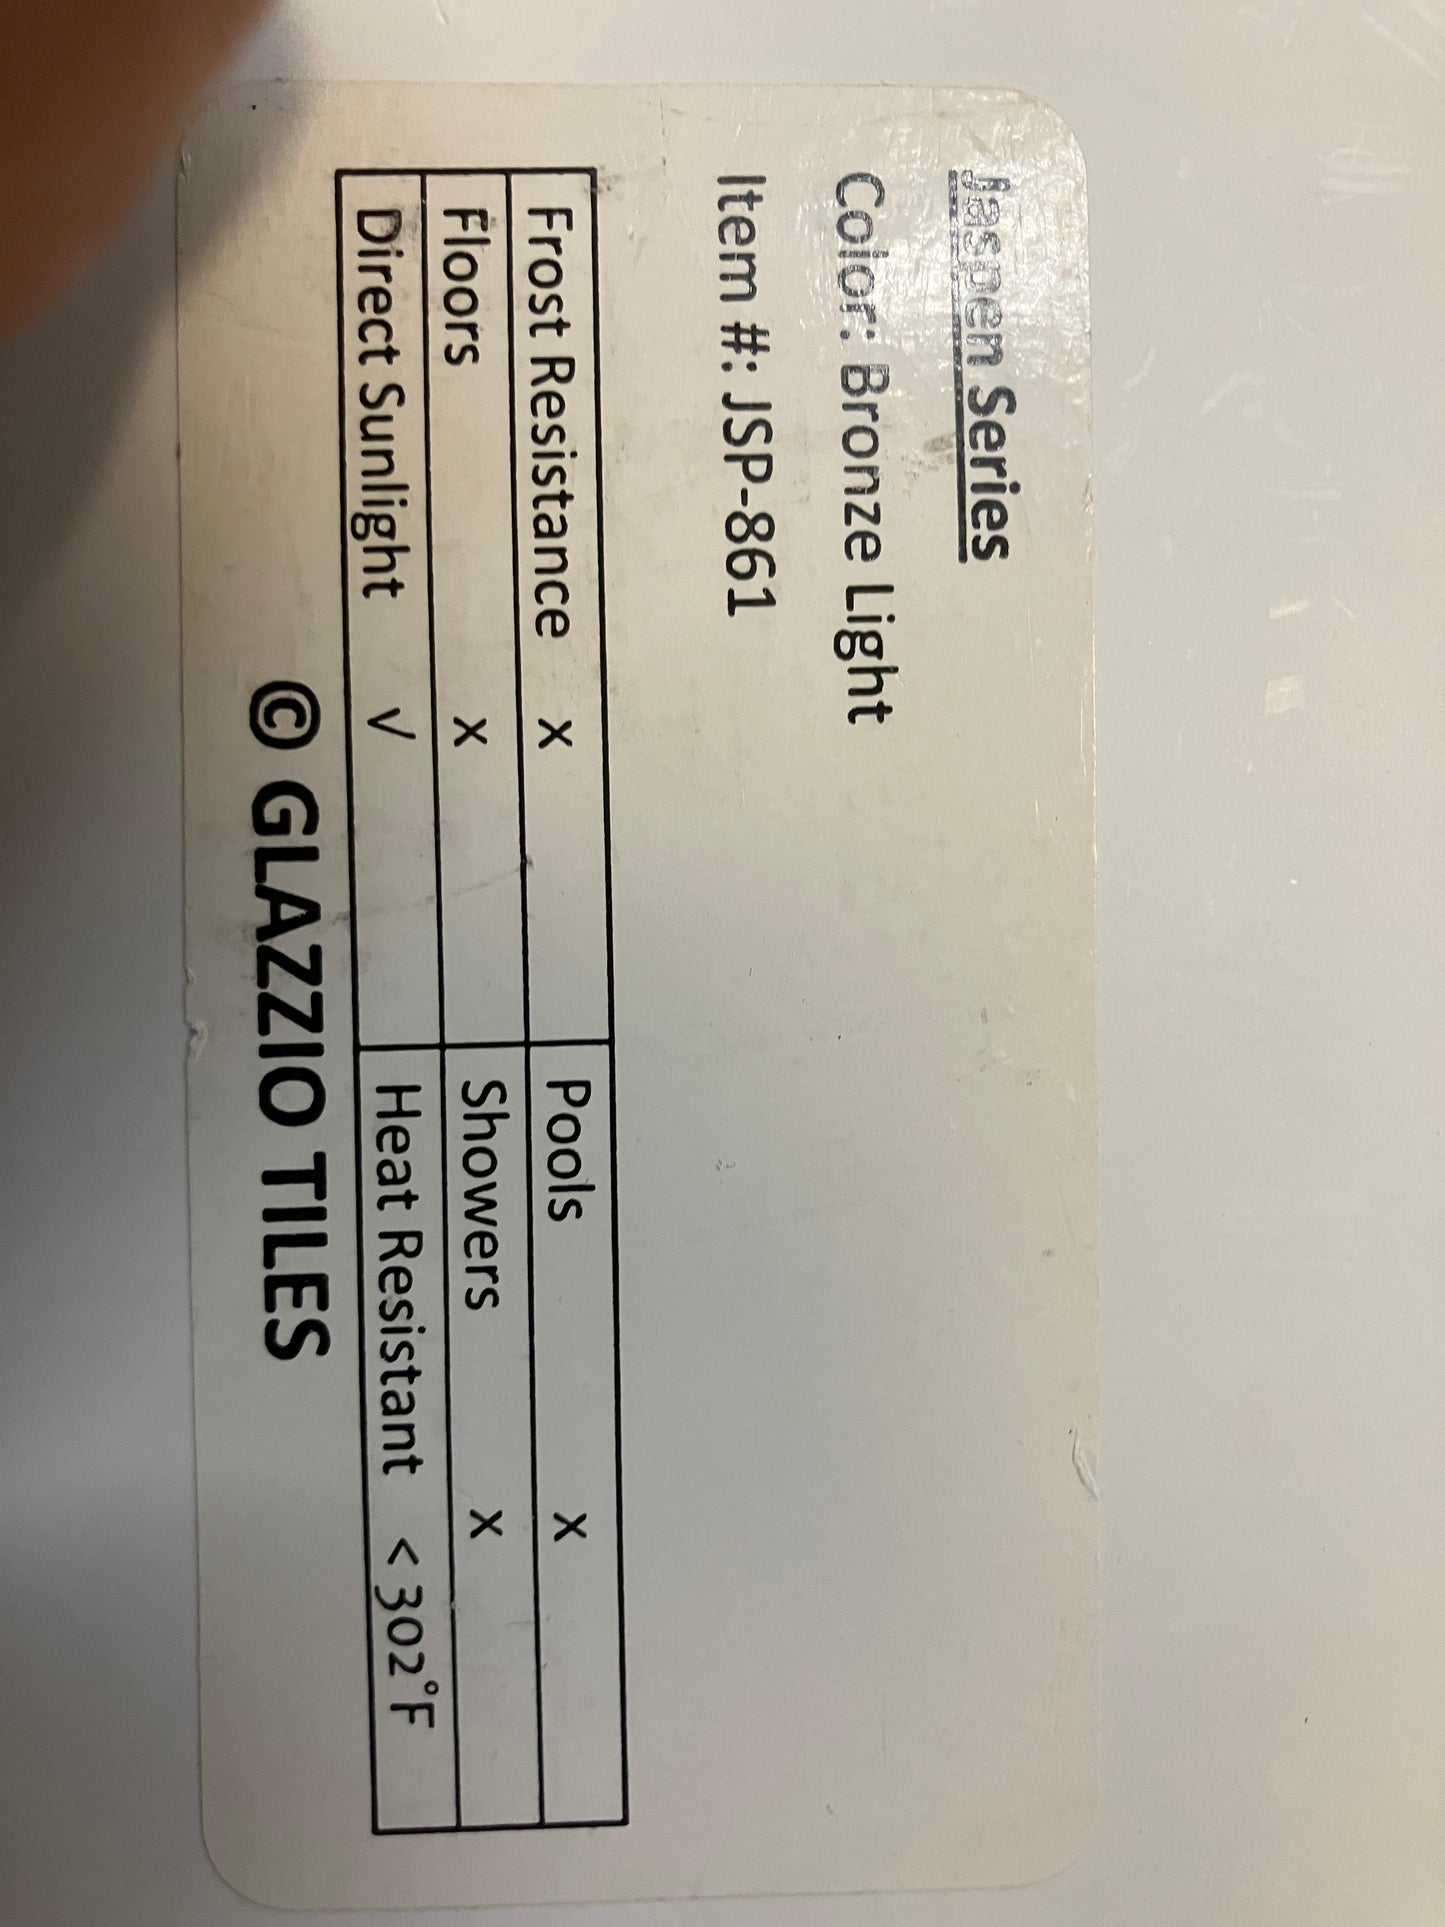 Jaspen Series
Color: Bronze Light
Item #: JSP-861
Frost Resistance x Pools x
Floors x Showers x
Direct Sunlight √ Heat Resistant < 302°F
© GLAZZIO TILES